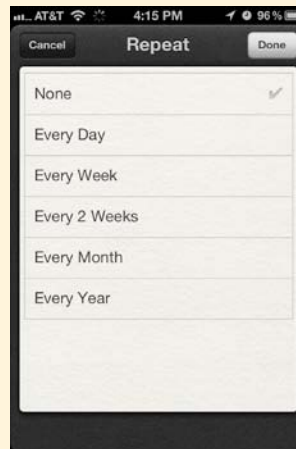 AT&T 4:15 PM 96%
Cancel Repeat Done
None
Every Day
Every Week
Every 2 Weeks
Every Month
Every Year